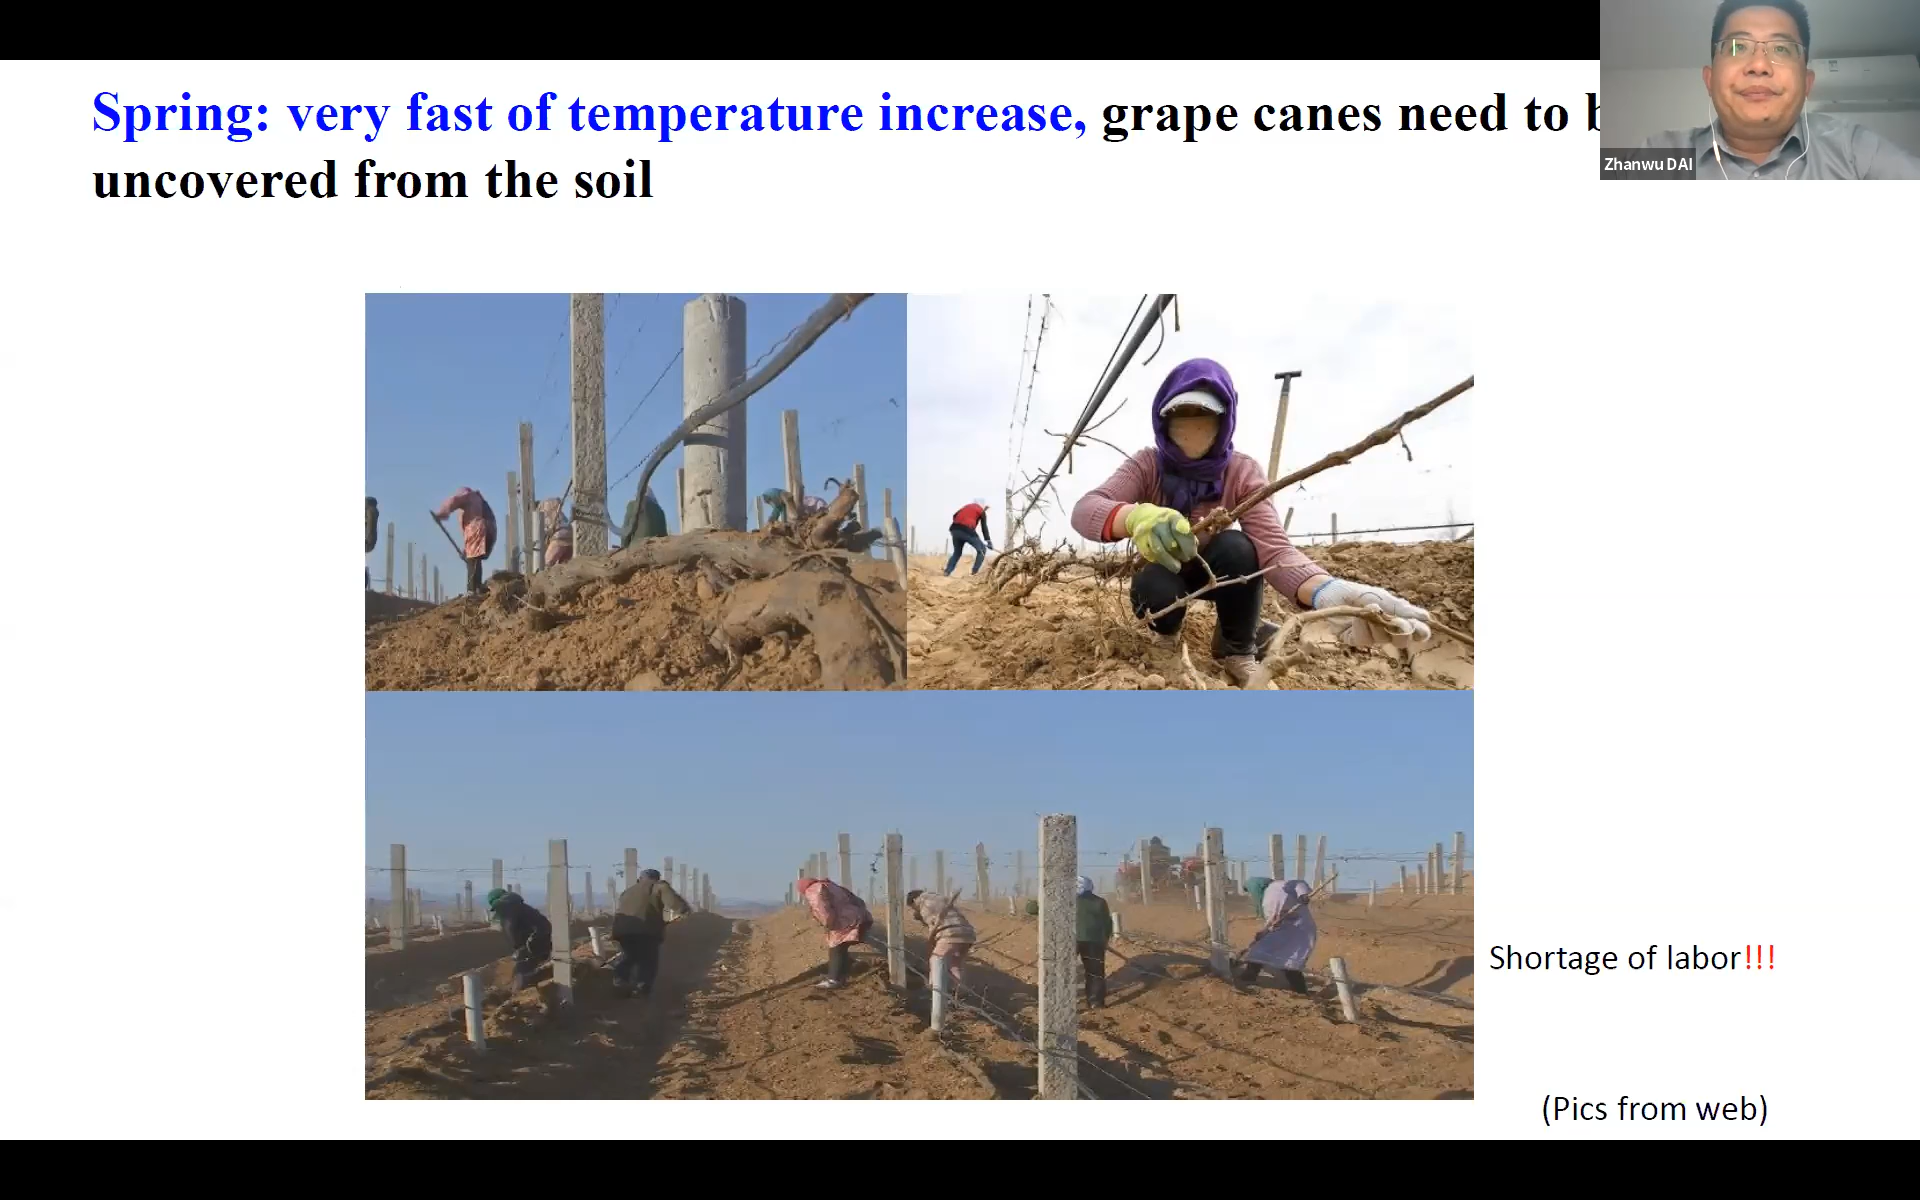 Spring: very fast of temperature increase, grape canes need to
uncovered from the soil
Zhanwu DAI
Shortage of labor!!!
(Pics from web)